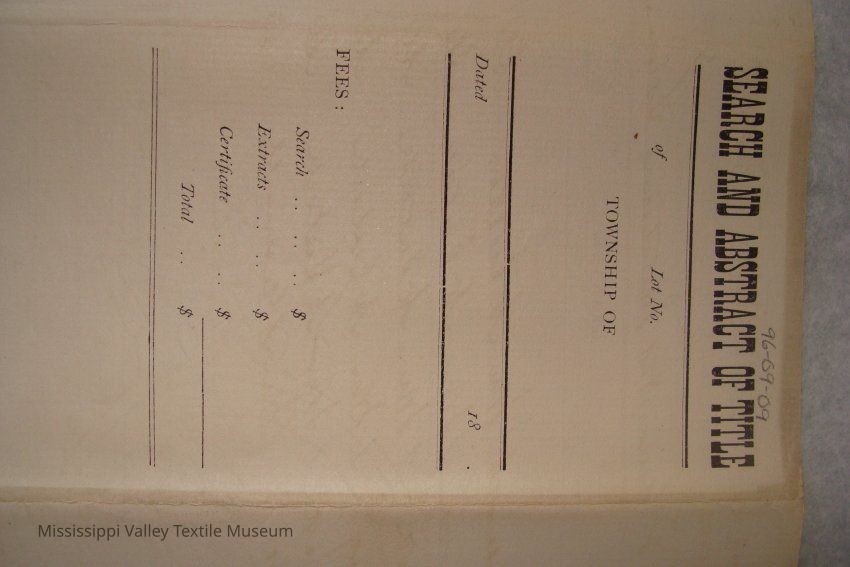 96-69-09
SEARCH AND ABSTRACT OF TITLE
of Lot No.
TOWNSHIP OF
Dated 18 .
FEES :
Search .. .. .. $
Extracts .. .. $
Certificate .. .. $
Total .. $
Mississippi Valley Textile Museum